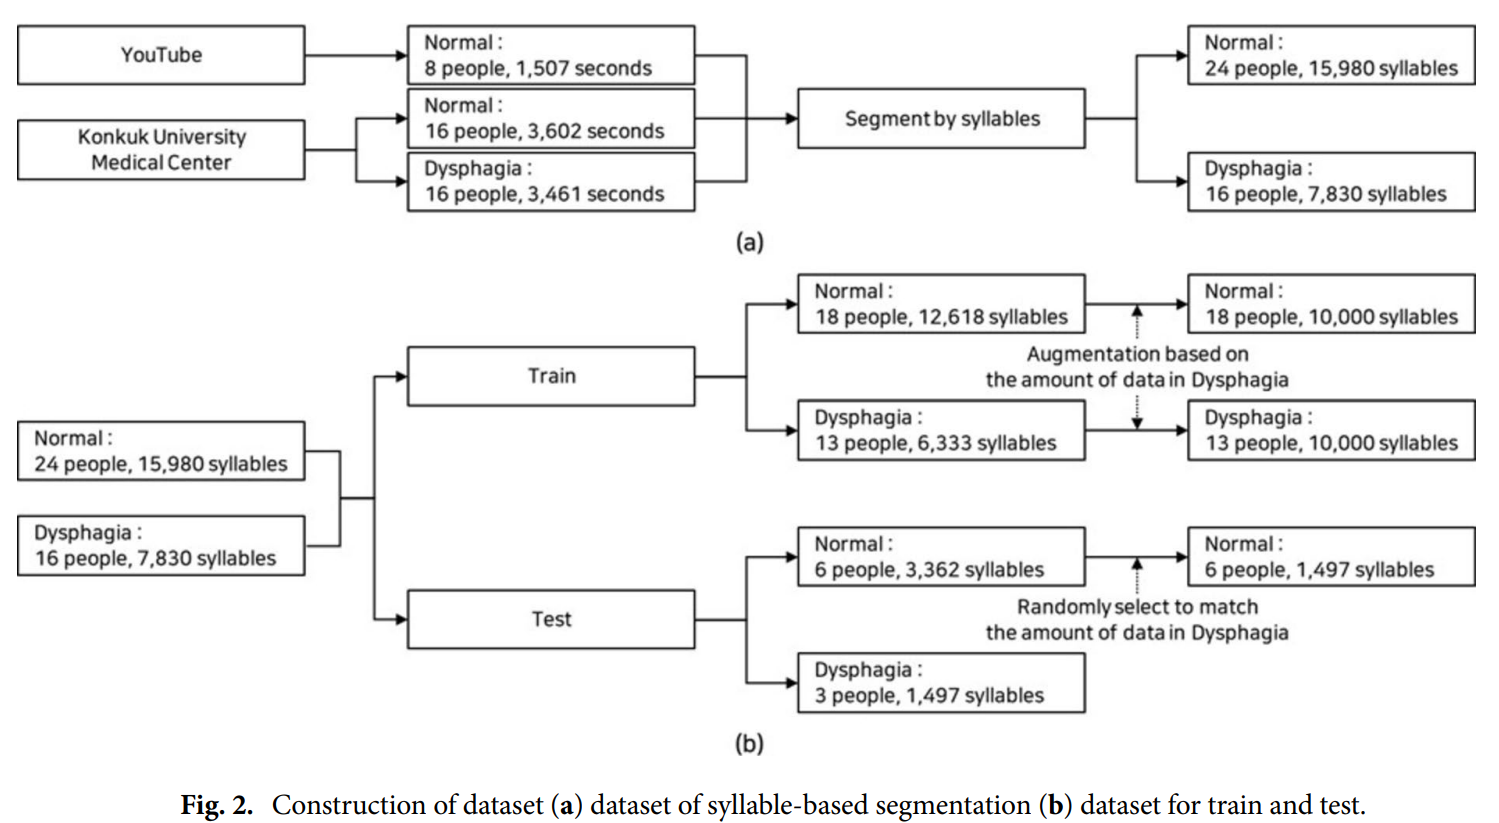 YouTube
Normal :
8 people, 1,507 seconds
Konkuk University
Medical Center
Normal :
16 people, 3,602 seconds
Dysphagia :
16 people, 3,461 seconds
Segment by syllables
Normal :
24 people, 15,980 syllables
Dysphagia :
16 people, 7,830 syllables
(a)
Normal :
24 people, 15,980 syllables
Dysphagia :
16 people, 7,830 syllables
Train
Normal :
18 people, 12,618 syllables
Normal :
18 people, 10,000 syllables
Augmentation based on
the amount of data in Dysphagia
Dysphagia :
13 people, 6,333 syllables
Dysphagia :
13 people, 10,000 syllables
Test
Normal :
6 people, 3,362 syllables
Normal :
6 people, 1,497 syllables
Randomly select to match
the amount of data in Dysphagia
Dysphagia :
3 people, 1,497 syllables
(b)
Fig. 2. Construction of dataset (a) dataset of syllable-based segmentation (b) dataset for train and test.